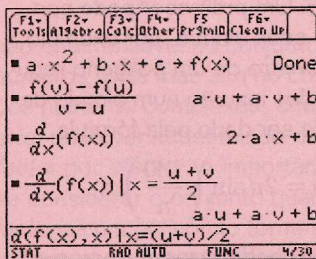 F1▾ Tools F2▾ Algebra F3▾ Calc F4▾ Other F5 PrgmIO F6▾ Clean Up
▪ a·x² + b·x + c → f(x) Done
▪ (f(v) − f(u))/(v − u) a·u + a·v + b
▪ d/dx(f(x)) 2·a·x + b
▪ d/dx(f(x)) | x = (u + v)/2
a·u + a·v + b
d(f(x),x)|x=(u+v)/2
STAT RAD AUTO FUNC 4/30